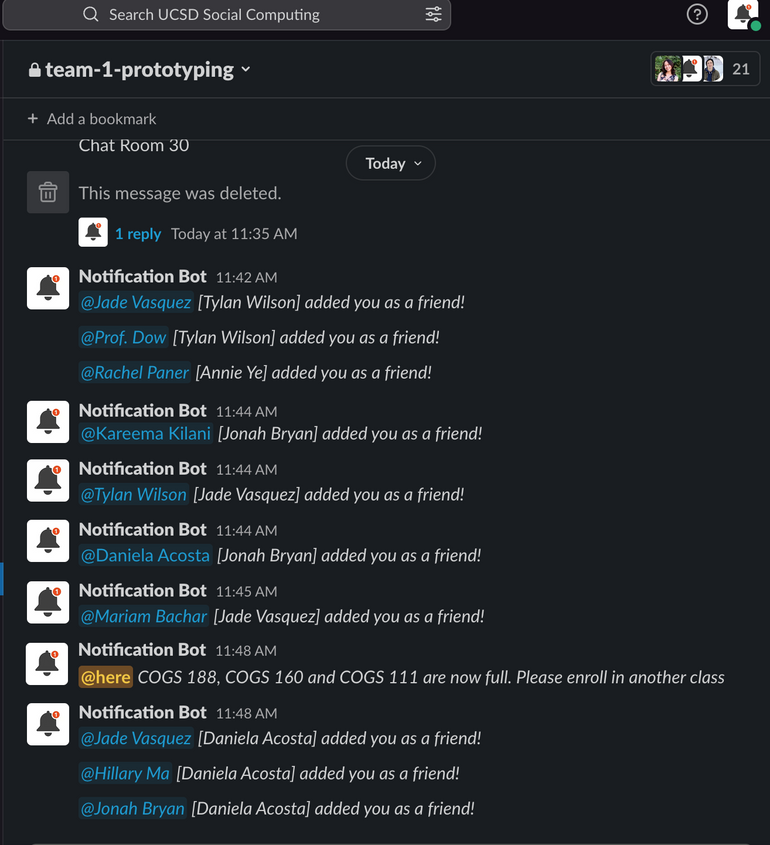 Search UCSD Social Computing
team-1-prototyping
21
+ Add a bookmark
Chat Room 30
Today
This message was deleted.
1 reply Today at 11:35 AM
Notification Bot 11:42 AM
@Jade Vasquez [Tylan Wilson] added you as a friend!
@Prof. Dow [Tylan Wilson] added you as a friend!
@Rachel Paner [Annie Ye] added you as a friend!
Notification Bot 11:44 AM
@Kareema Kilani [Jonah Bryan] added you as a friend!
Notification Bot 11:44 AM
@Tylan Wilson [Jade Vasquez] added you as a friend!
Notification Bot 11:44 AM
@Daniela Acosta [Jonah Bryan] added you as a friend!
Notification Bot 11:45 AM
@Mariam Bachar [Jade Vasquez] added you as a friend!
Notification Bot 11:48 AM
@here COGS 188, COGS 160 and COGS 111 are now full. Please enroll in another class
Notification Bot 11:48 AM
@Jade Vasquez [Daniela Acosta] added you as a friend!
@Hillary Ma [Daniela Acosta] added you as a friend!
@Jonah Bryan [Daniela Acosta] added you as a friend!